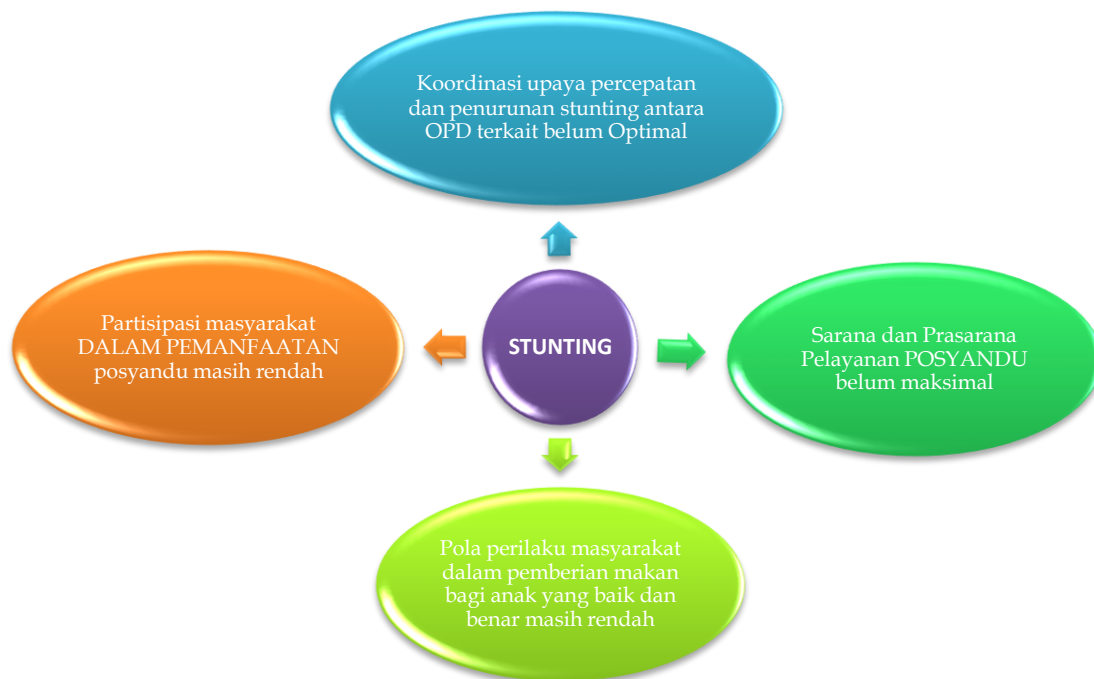 Koordinasi upaya percepatan
dan penurunan stunting antara
OPD terkait belum Optimal
Partisipasi masyarakat
DALAM PEMANFAATAN
posyandu masih rendah
STUNTING
Sarana dan Prasarana
Pelayanan POSYANDU
belum maksimal
Pola perilaku masyarakat
dalam pemberian makan
bagi anak yang baik dan
benar masih rendah